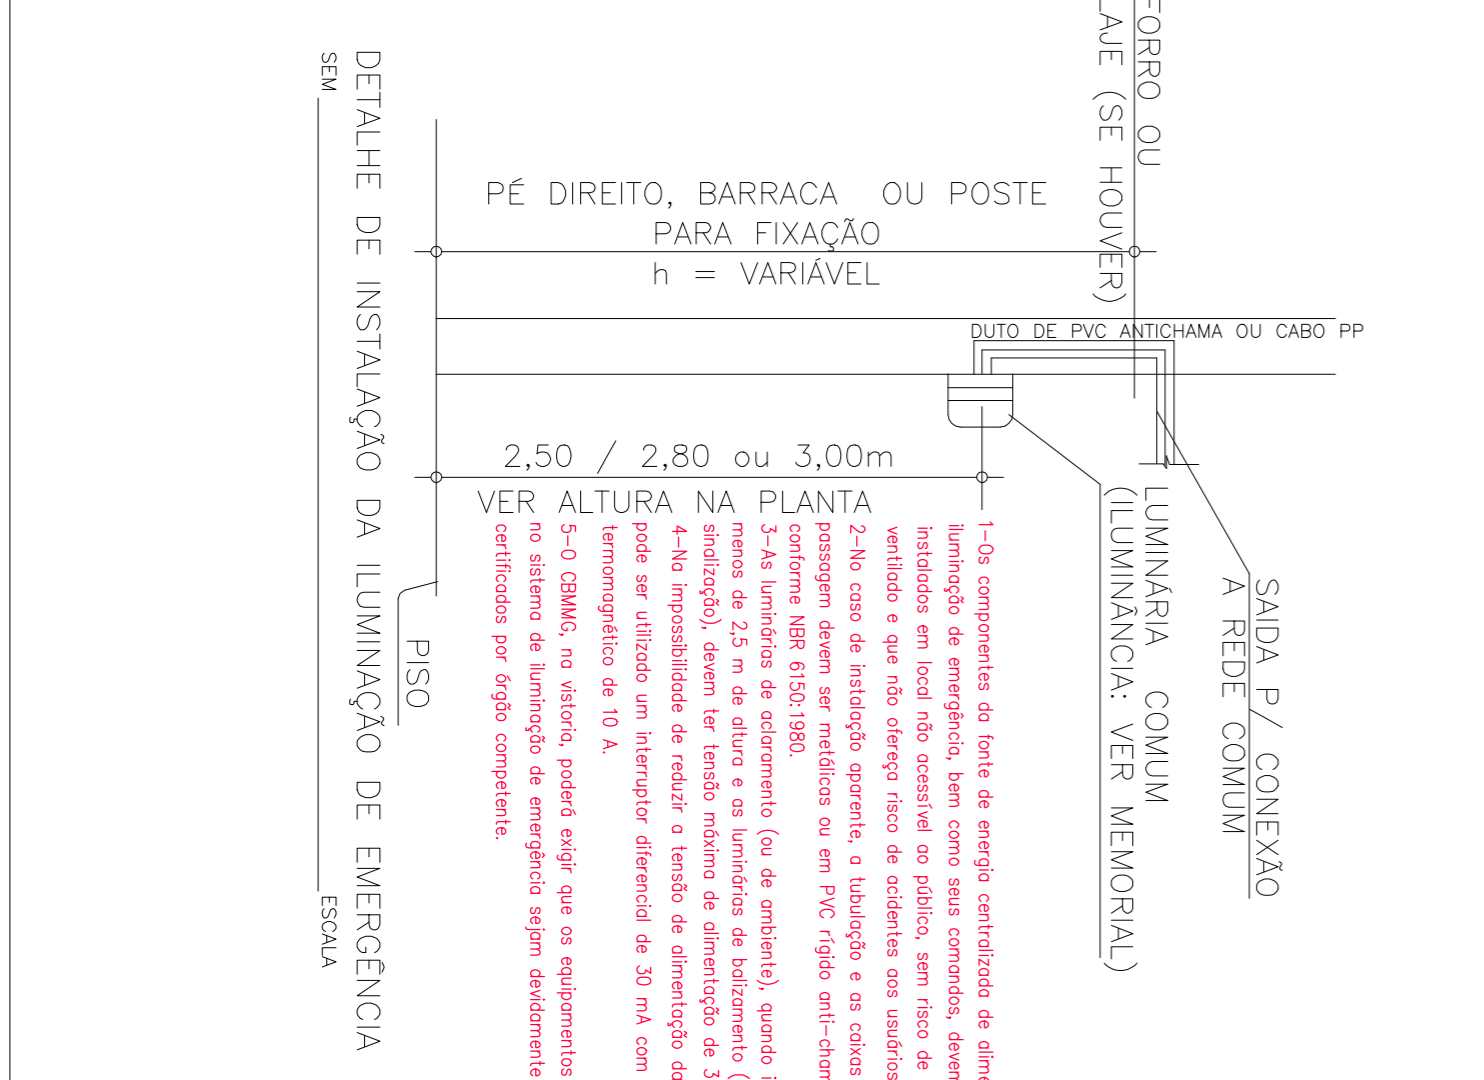 FORRO OU
LAJE (SE HOUVER)
PÉ DIREITO, BARRACA OU POSTE
PARA FIXAÇÃO
h = VARIÁVEL
DUTO DE PVC ANTICHAMA OU CABO PP
SAIDA P/ CONEXÃO
A REDE COMUM
LUMINÁRIA COMUM
(ILUMINÂNCIA: VER MEMORIAL)
2,50 / 2,80 ou 3,00m
VER ALTURA NA PLANTA
1-Os componentes da fonte de energia centralizada de alime
iluminação de emergência, bem como seus comandos, devem
instalados em local não acessível ao público, sem risco de
ventilado e que não ofereça risco de acidentes aos usuários
2-No caso de instalação aparente, a tubulação e as caixas
passagem devem ser metálicas ou em PVC rígido anti-cham
conforme NBR 6150:1980.
3-As luminárias de aclaramento (ou de ambiente), quando i
menos de 2,5 m de altura e as luminárias de balizamento (
sinalização), devem ter tensão máxima de alimentação de 3
4-Na impossibilidade de reduzir a tensão de alimentação da
pode ser utilizado um interruptor diferencial de 30 mA com
termomagnético de 10 A.
5-O CBMMG, na vistoria, poderá exigir que os equipamentos
no sistema de iluminação de emergência sejam devidamente
certificados por órgão competente.
PISO
DETALHE DE INSTALAÇÃO DA ILUMINAÇÃO DE EMERGÊNCIA
SEM ESCALA